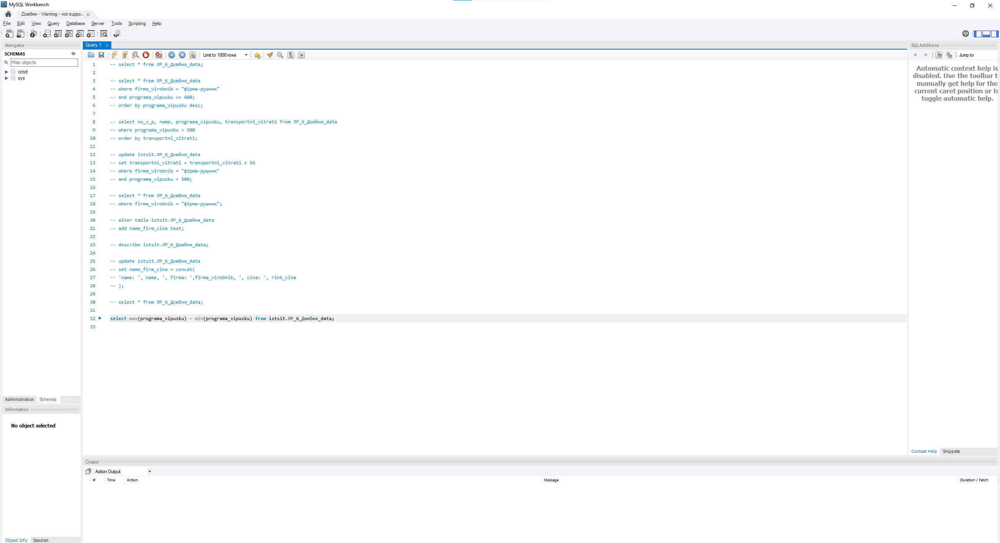 MySQL Workbench
Довбня - Warning - not suppo...
File Edit View Query Database Server Tools Scripting Help
Navigator
SCHEMAS
Filter objects
istsit
sys
Administration Schemas
Information
No object selected
Object Info Session
Query 1
Limit to 1000 rows
1 -- select * from ЛР_6_Довбня_data;
2
3 -- select * from ЛР_6_Довбня_data
4 -- where firma_virobnik = "фірма-рушник"
5 -- and programa_vipusku >= 400;
6 -- order by programa_vipusku desc;
7
8 -- select no_z_p, name, programa_vipusku, transportni_vitrati from ЛР_6_Довбня_data
9 -- where programa_vipusku > 500
10 -- order by transportni_vitrati;
11
12 -- update istsit.ЛР_6_Довбня_data
13 -- set transportni_vitrati = transportni_vitrati + 54
14 -- where firma_virobnik = "фірма-рушник"
15 -- and programa_vipusku < 500;
16
17 -- select * from ЛР_6_Довбня_data
18 -- where firma_virobnik = "фірма-рушник";
19
20 -- alter table istsit.ЛР_6_Довбня_data
21 -- add name_firm_cina text;
22
23 -- describe istsit.ЛР_6_Довбня_data;
24
25 -- update istsit.ЛР_6_Довбня_data
26 -- set name_firm_cina = concat(
27 -- 'name: ', name, ', firma: ',firma_virobnik, ', cina: ', rink_cina
28 -- );
29
30 -- select * from ЛР_6_Довбня_data;
31
32 select max(programa_vipusku) - min(programa_vipusku) from istsit.ЛР_6_Довбня_data;
33
Output
Action Output
# Time Action Message Duration / Fetch
SQLAdditions
Jump to
Automatic context help is
disabled. Use the toolbar t
manually get help for the
current caret position or to
toggle automatic help.
Context Help Snippets